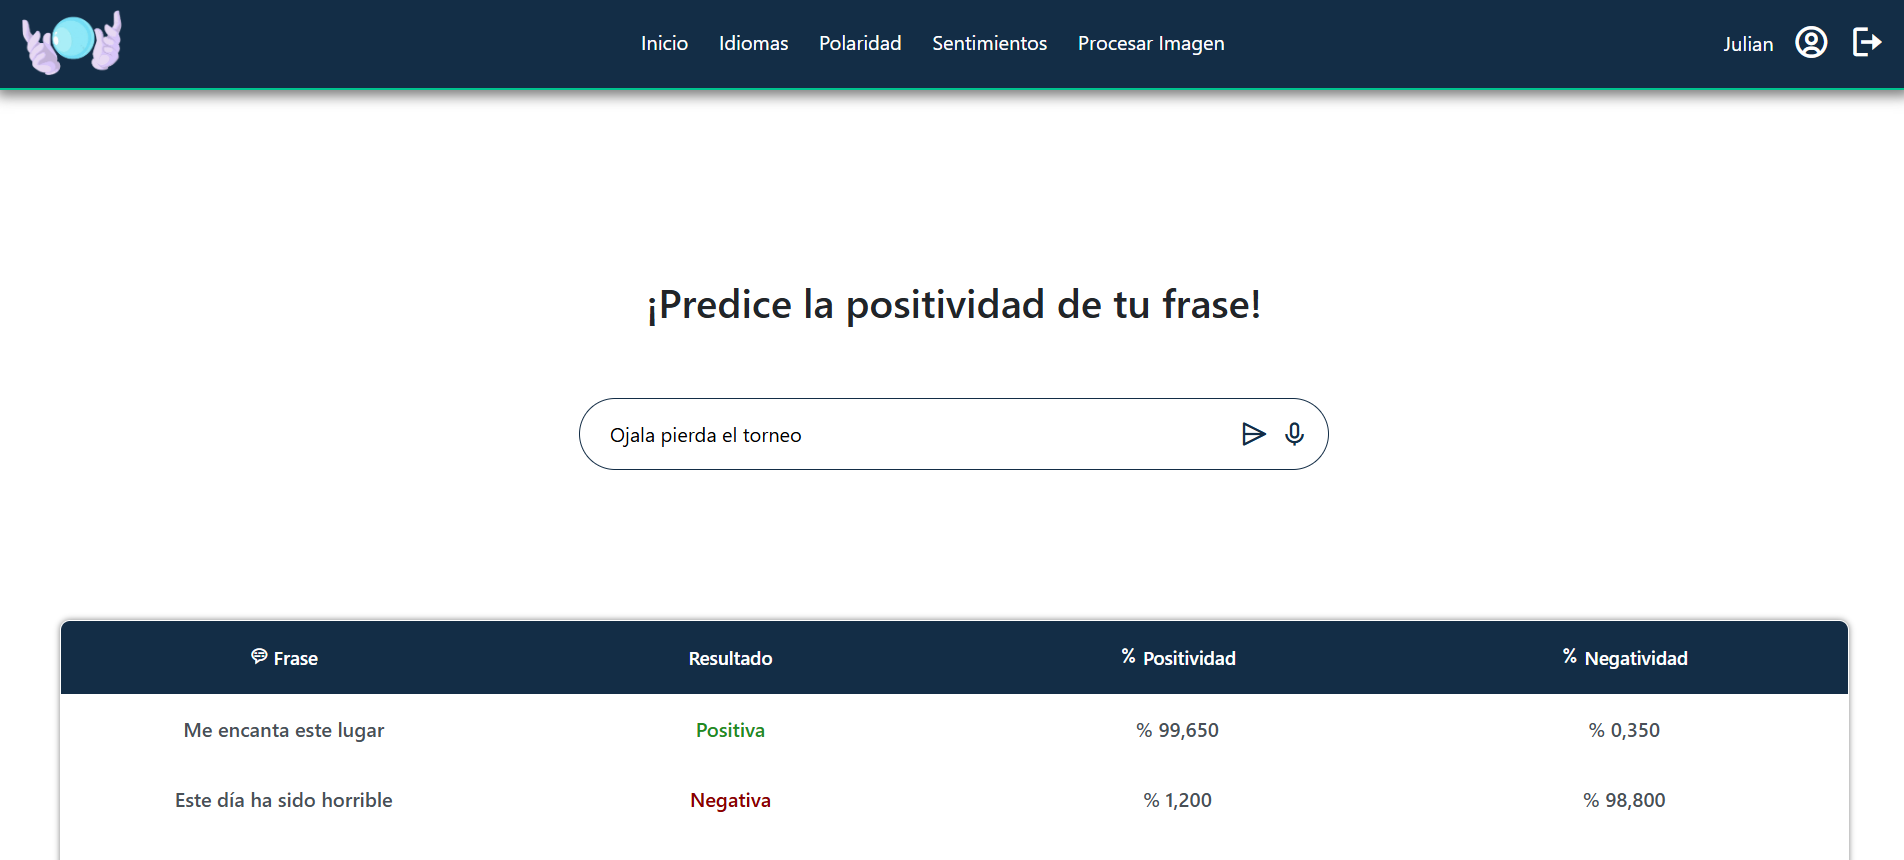 Inicio Idiomas Polaridad Sentimientos Procesar Imagen Julian
¡Predice la positividad de tu frase!
Ojala pierda el torneo
Frase Resultado % Positividad % Negatividad
Me encanta este lugar Positiva % 99,650 % 0,350
Este día ha sido horrible Negativa % 1,200 % 98,800